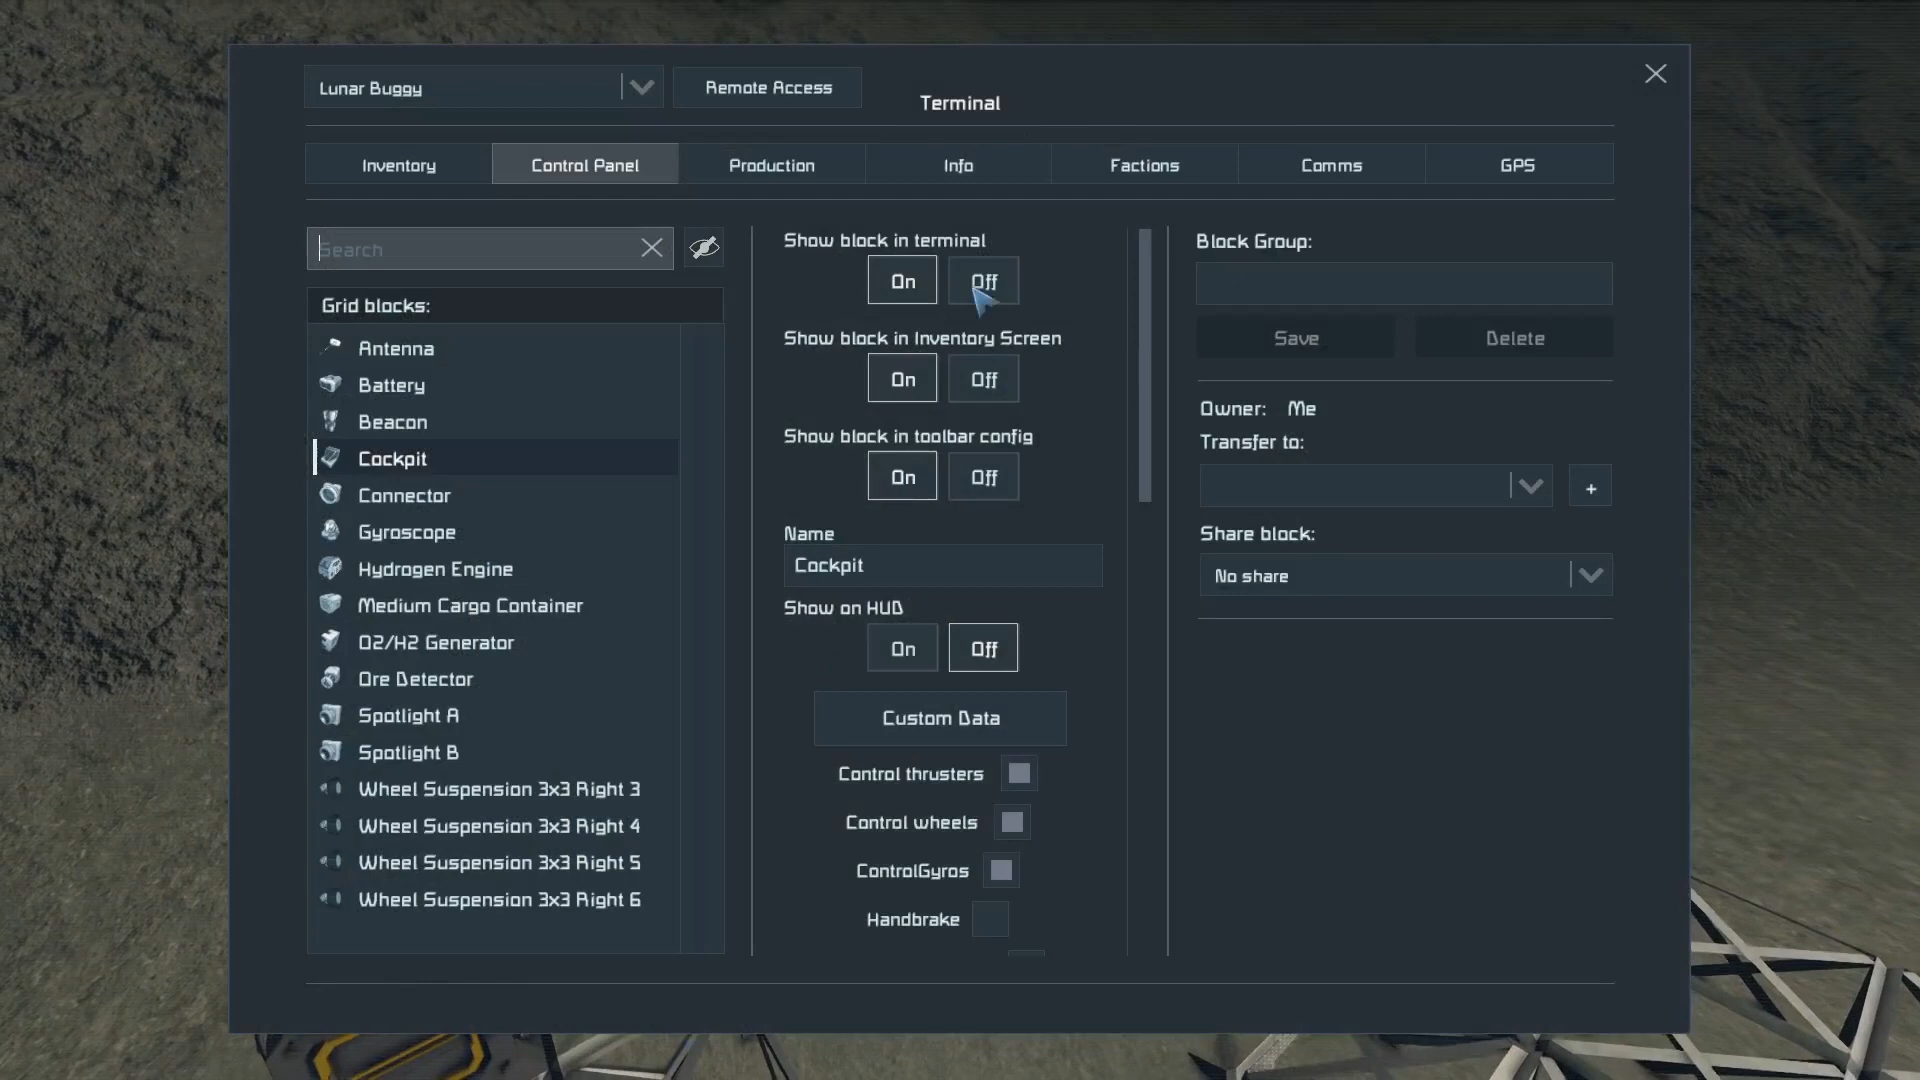 Lunar Buggy
Remote Access
Terminal
Inventory
Control Panel
Production
Info
Factions
Comms
GPS
Search
Grid blocks:
Antenna
Battery
Beacon
Cockpit
Connector
Gyroscope
Hydrogen Engine
Medium Cargo Container
O2/H2 Generator
Ore Detector
Spotlight A
Spotlight B
Wheel Suspension 3x3 Right 3
Wheel Suspension 3x3 Right 4
Wheel Suspension 3x3 Right 5
Wheel Suspension 3x3 Right 6
Show block in terminal
On Off
Show block in Inventory Screen
On Off
Show block in toolbar config
On Off
Name
Cockpit
Show on HUD
On Off
Custom Data
Control thrusters
Control wheels
ControlGyros
Handbrake
Block Group:
Save Delete
Owner: Me
Transfer to:
+
Share block:
No share